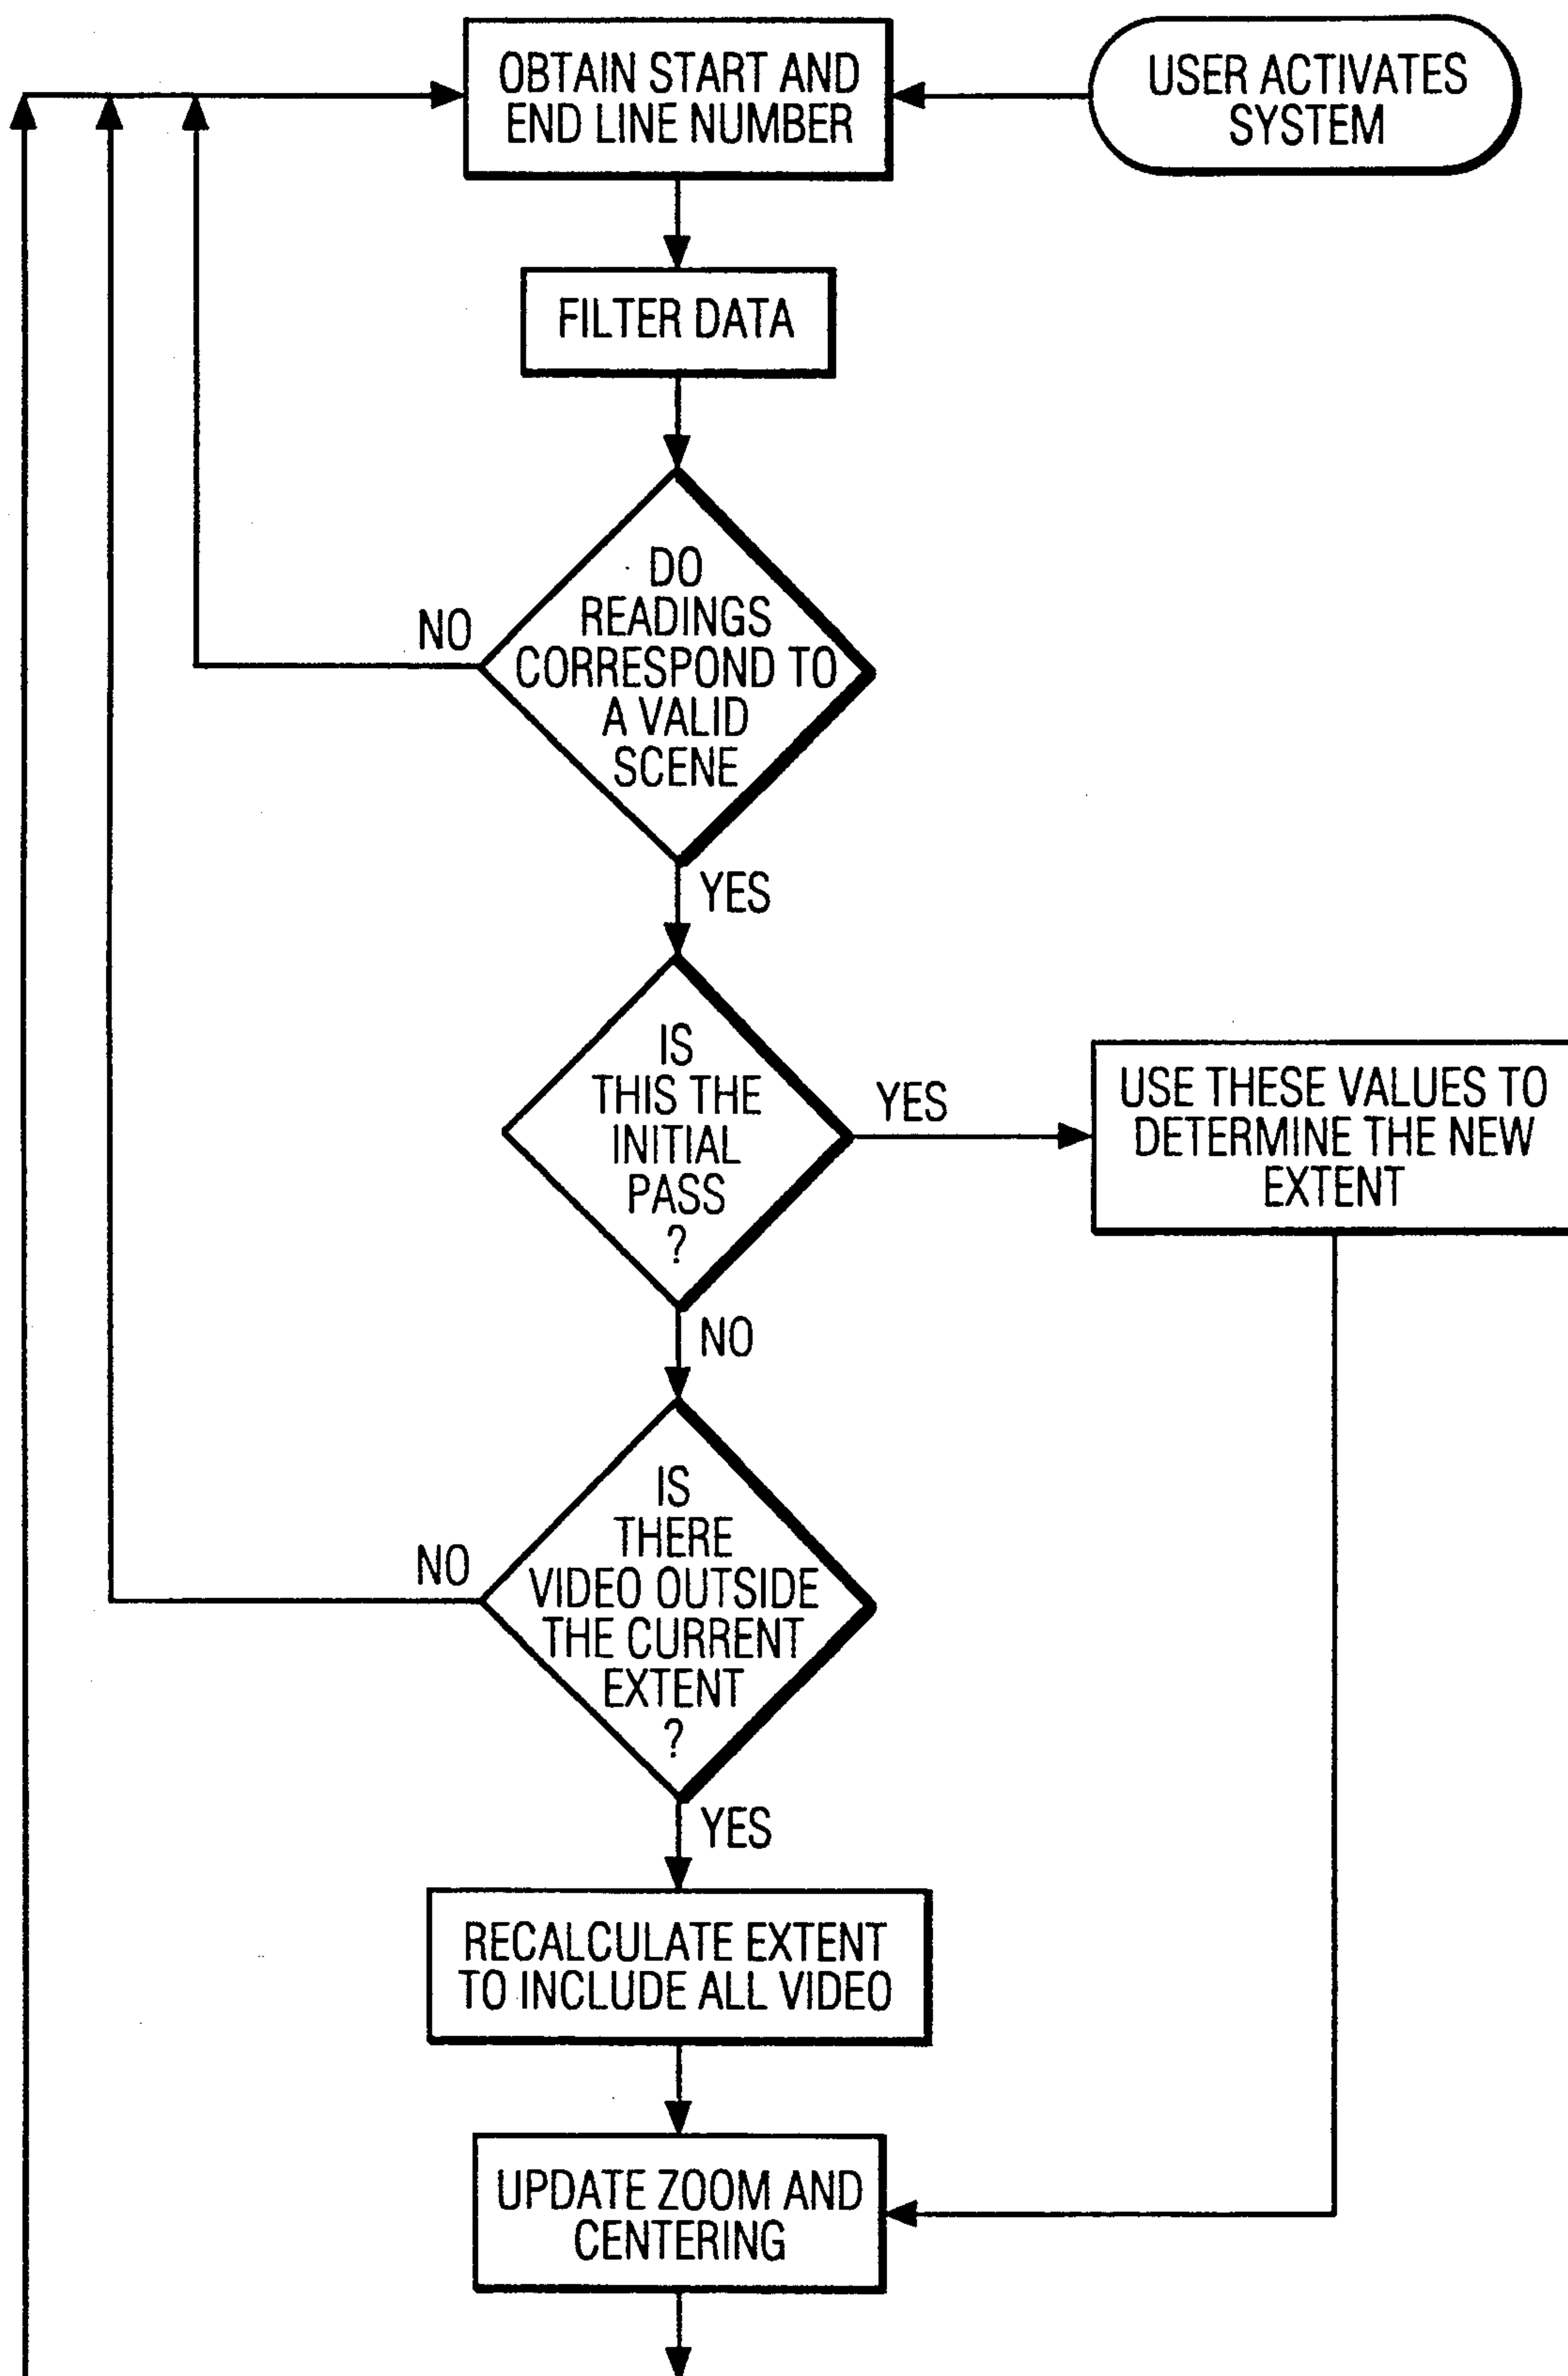 OBTAIN START AND
END LINE NUMBER
USER ACTIVATES
SYSTEM
FILTER DATA
DO
READINGS
CORRESPOND TO
A VALID
SCENE
NO
YES
IS
THIS THE
INITIAL
PASS
?
YES
USE THESE VALUES TO
DETERMINE THE NEW
EXTENT
NO
IS
THERE
VIDEO OUTSIDE
THE CURRENT
EXTENT
?
NO
YES
RECALCULATE EXTENT
TO INCLUDE ALL VIDEO
UPDATE ZOOM AND
CENTERING